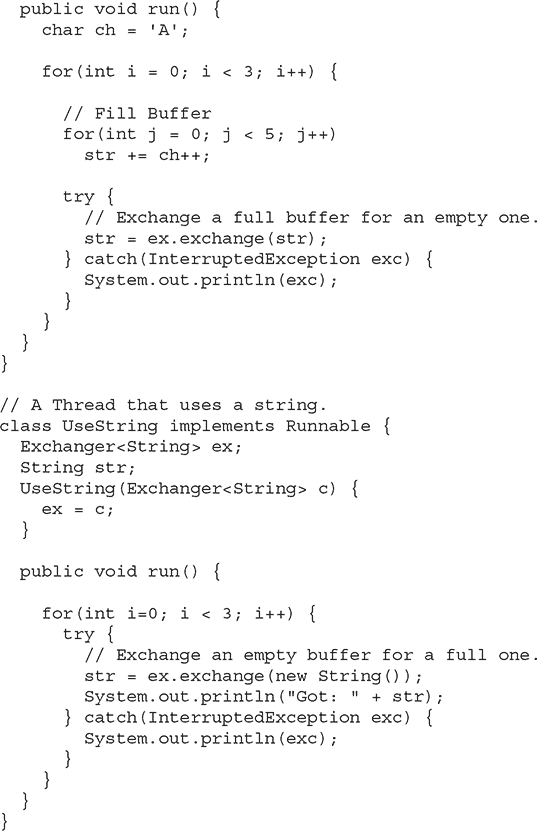 public void run() {
char ch = 'A';
for(int i = 0; i < 3; i++) {
// Fill Buffer
for(int j = 0; j < 5; j++)
str += ch++;
try {
// Exchange a full buffer for an empty one.
str = ex.exchange(str);
} catch(InterruptedException exc) {
System.out.println(exc);
}
}
}
}
// A Thread that uses a string.
class UseString implements Runnable {
Exchanger<String> ex;
String str;
UseString(Exchanger<String> c) {
ex = c;
}
public void run() {
for(int i=0; i < 3; i++) {
try {
// Exchange an empty buffer for a full one.
str = ex.exchange(new String());
System.out.println("Got: " + str);
} catch(InterruptedException exc) {
System.out.println(exc);
}
}
}
}